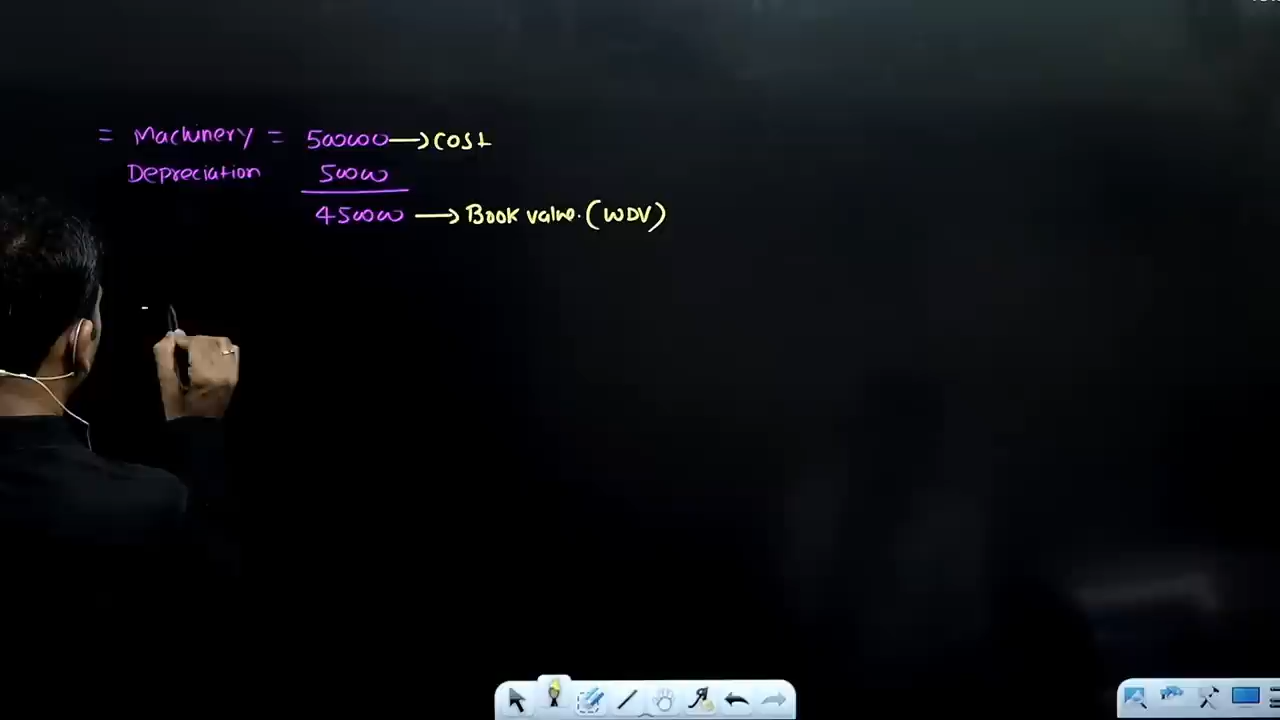 = Machinery = 500000 → Cost
Depreciation 50000
450000 → Book value. (WDV)